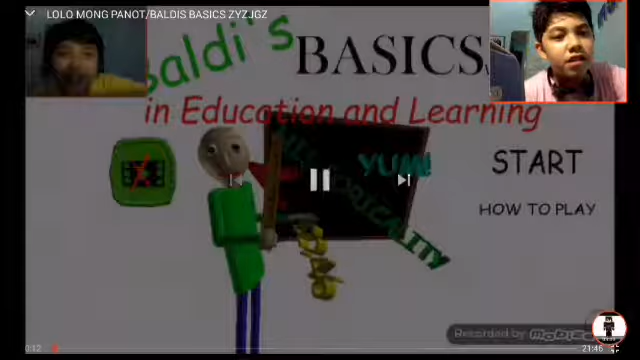 LOLO MONG PANOT/BALDIS BASICS ZYZJGZ
Baldi's
BASICS
in Education and Learning
YUM!
START
HOW TO PLAY
Recorded by
0:12
21:46